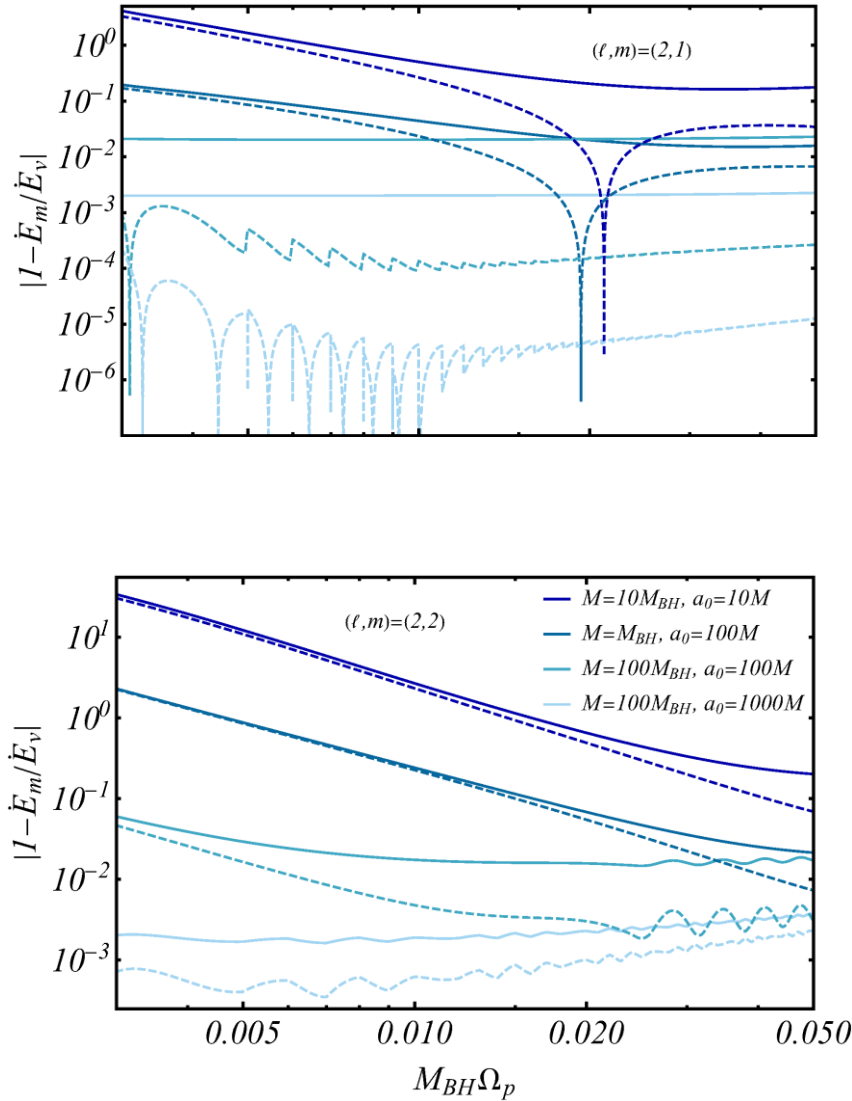 10^0
(ℓ,m)=(2,1)
10^-1
10^-2
10^-3
10^-4
10^-5
10^-6
|1-Ė_m/Ė_v|
(ℓ,m)=(2,2)
M=10M_BH, a_0=10M
M=M_BH, a_0=100M
M=100M_BH, a_0=100M
M=100M_BH, a_0=1000M
10^1
10^0
10^-1
10^-2
10^-3
|1-Ė_m/Ė_v|
0.005 0.010 0.020 0.050
M_BH Ω_p